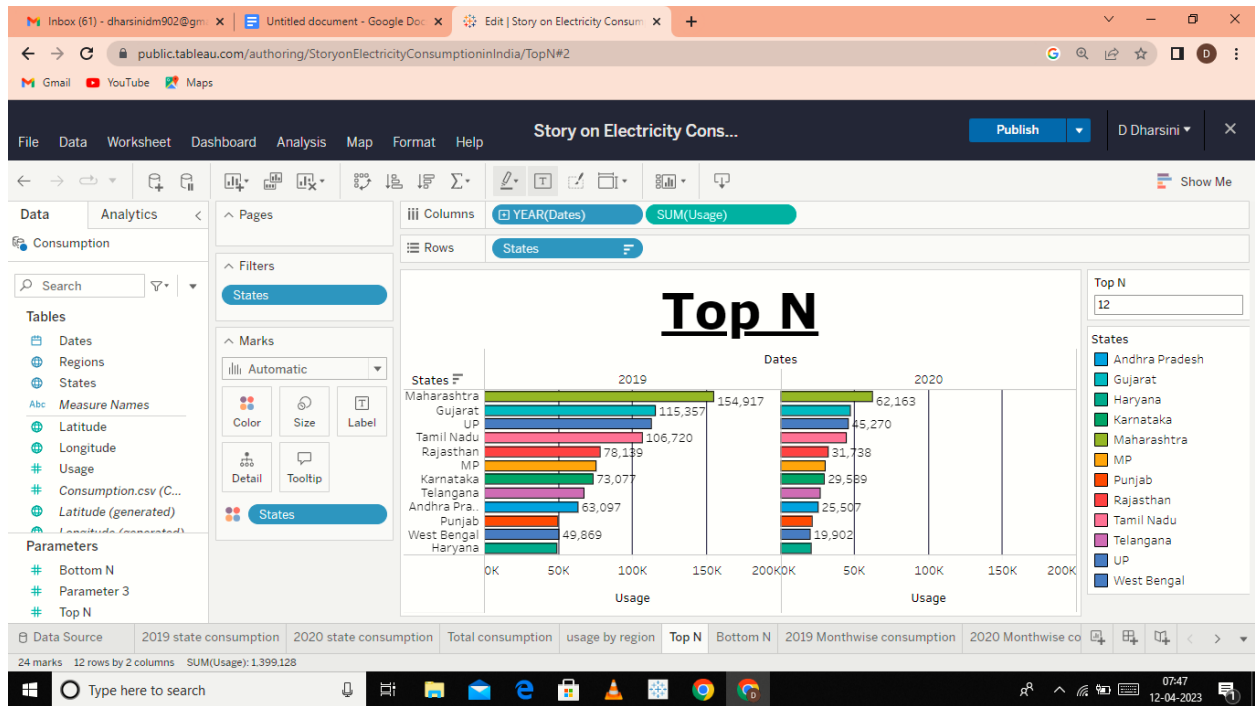 Inbox (61) - dharsinidm902@gm
Untitled document - Google Doc
Edit | Story on Electricity Consum
public.tableau.com/authoring/StoryonElectricityConsumptioninIndia/TopN#2
D
Gmail YouTube Maps
Story on Electricity Cons...
File Data Worksheet Dashboard Analysis Map Format Help
Publish
D Dharsini
Show Me
Data Analytics
Consumption
Search
Tables
Dates
Regions
States
Abc Measure Names
Latitude
Longitude
Usage
Consumption.csv (C...
Latitude (generated)
Longitude (generated)
Parameters
Bottom N
Parameter 3
Top N
Pages
Filters
States
Marks
Automatic
Color Size Label
Detail Tooltip
States
Columns YEAR(Dates) SUM(Usage)
Rows States
Top N
Dates
States 2019 2020
Maharashtra 154,917 62,163
Gujarat 115,357
UP 45,270
Tamil Nadu 106,720
Rajasthan 78,139 31,738
MP
Karnataka 73,077 29,589
Telangana
Andhra Pra.. 63,097 25,507
Punjab
West Bengal 49,869 19,902
Haryana
0K 50K 100K 150K 200K 0K 50K 100K 150K 200K
Usage Usage
Top N
12
States
Andhra Pradesh
Gujarat
Haryana
Karnataka
Maharashtra
MP
Punjab
Rajasthan
Tamil Nadu
Telangana
UP
West Bengal
Data Source 2019 state consumption 2020 state consumption Total consumption usage by region Top N Bottom N 2019 Monthwise consumption 2020 Monthwise co
24 marks 12 rows by 2 columns SUM(Usage): 1,399,128
Type here to search
07:47
12-04-2023
1